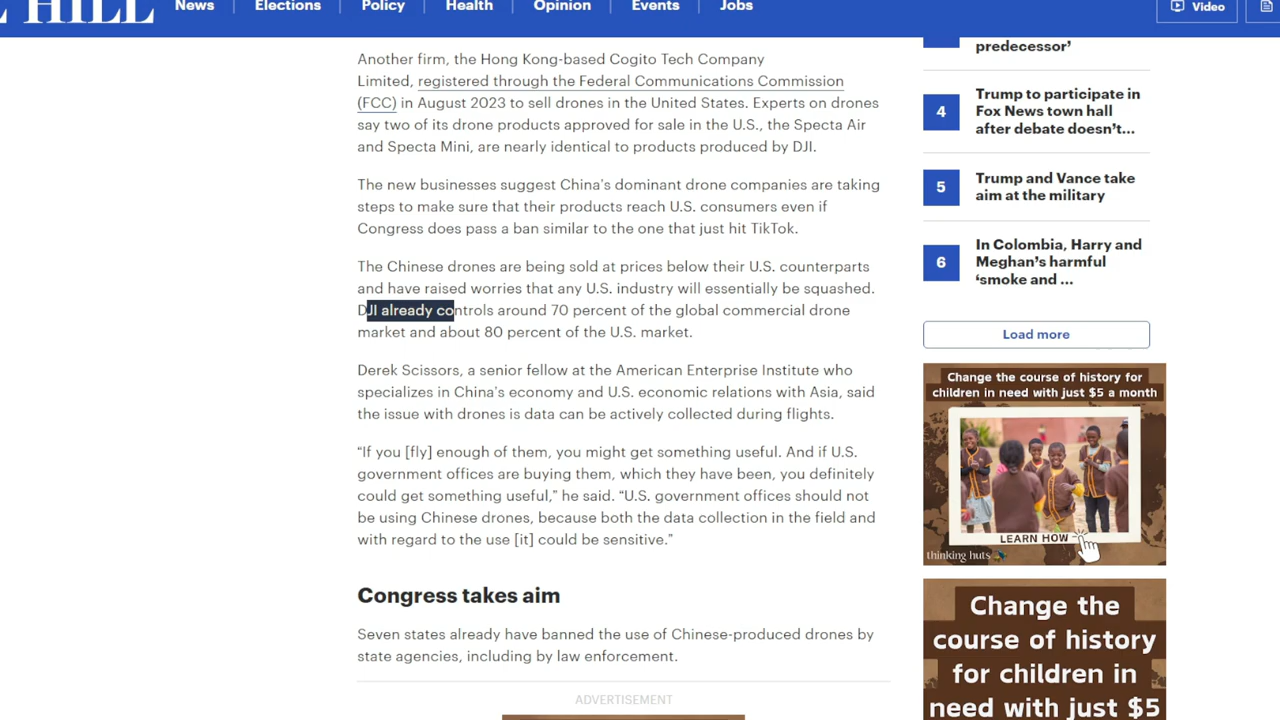 HILL
News
Elections
Policy
Health
Opinion
Events
Jobs
Video
Another firm, the Hong Kong-based Cogito Tech Company
Limited, registered through the Federal Communications Commission
(FCC) in August 2023 to sell drones in the United States. Experts on drones
say two of its drone products approved for sale in the U.S., the Specta Air
and Specta Mini, are nearly identical to products produced by DJI.
The new businesses suggest China's dominant drone companies are taking
steps to make sure that their products reach U.S. consumers even if
Congress does pass a ban similar to the one that just hit TikTok.
The Chinese drones are being sold at prices below their U.S. counterparts
and have raised worries that any U.S. industry will essentially be squashed.
DJI already controls around 70 percent of the global commercial drone
market and about 80 percent of the U.S. market.
Derek Scissors, a senior fellow at the American Enterprise Institute who
specializes in China's economy and U.S. economic relations with Asia, said
the issue with drones is data can be actively collected during flights.
“If you [fly] enough of them, you might get something useful. And if U.S.
government offices are buying them, which they have been, you definitely
could get something useful,” he said. “U.S. government offices should not
be using Chinese drones, because both the data collection in the field and
with regard to the use [it] could be sensitive.”
Congress takes aim
Seven states already have banned the use of Chinese-produced drones by
state agencies, including by law enforcement.
ADVERTISEMENT
predecessor’
4
Trump to participate in
Fox News town hall
after debate doesn’t...
5
Trump and Vance take
aim at the military
6
In Colombia, Harry and
Meghan’s harmful
‘smoke and ...
Load more
Change the course of history for
children in need with just $5 a month
LEARN HOW
thinking huts
Change the
course of history
for children in
need with just $5